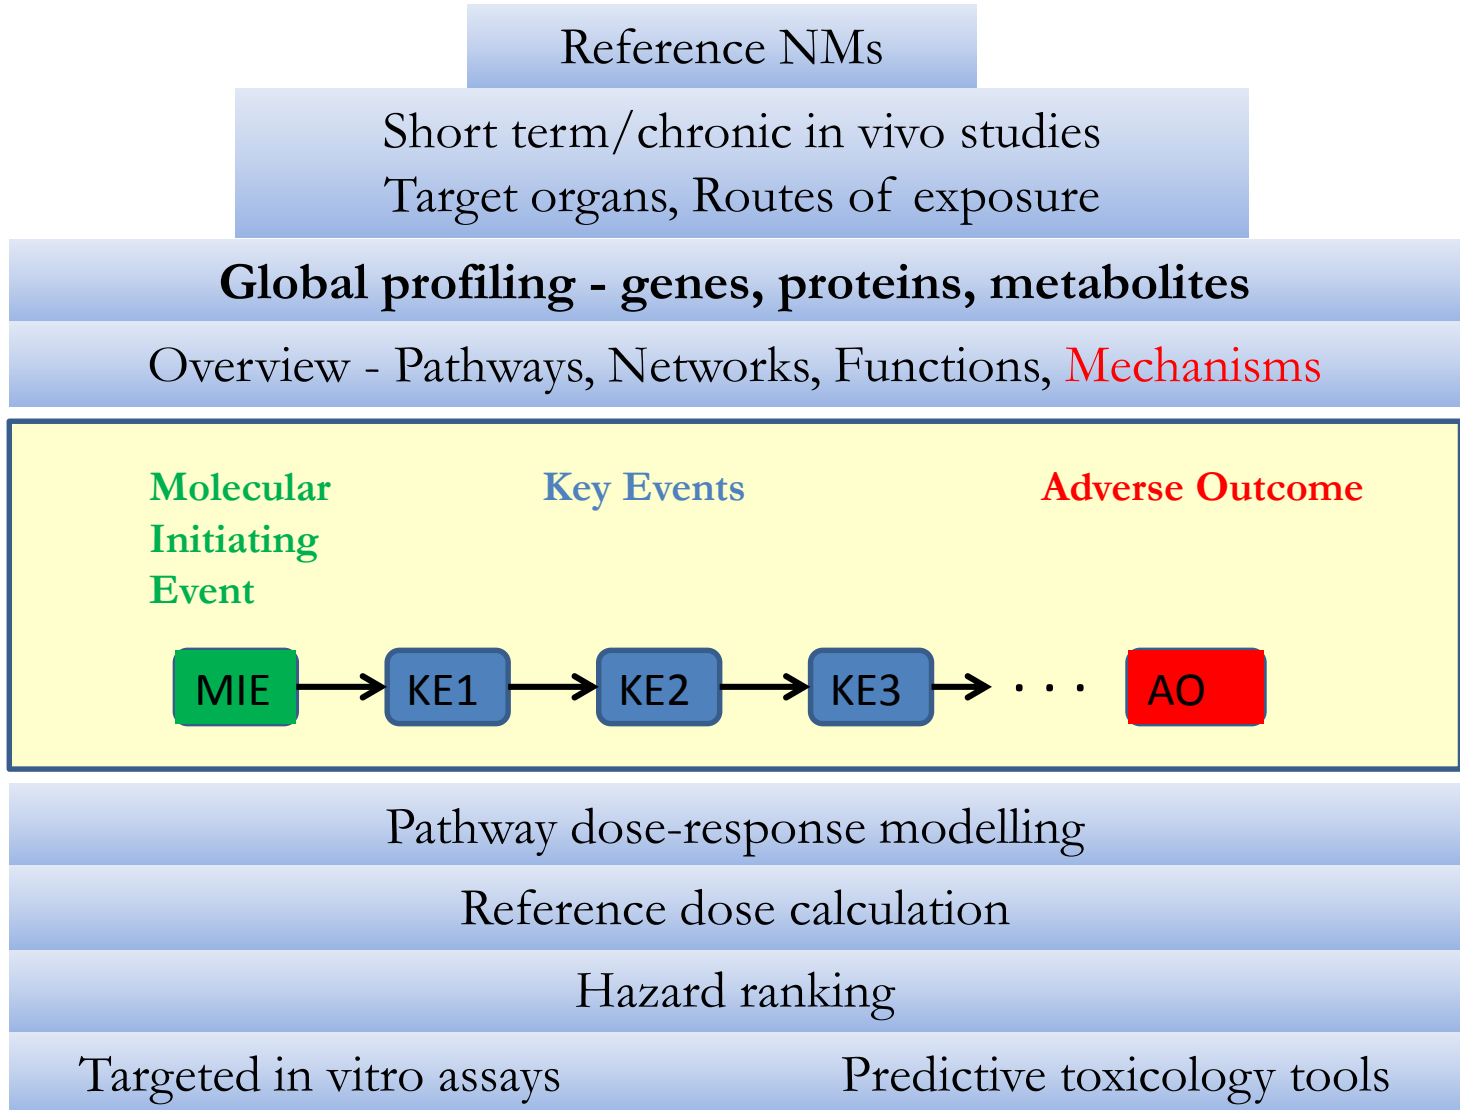 Reference NMs
Short term/chronic in vivo studies
Target organs, Routes of exposure
Global profiling - genes, proteins, metabolites
Overview - Pathways, Networks, Functions, Mechanisms
Molecular
Initiating
Event
Key Events
Adverse Outcome
MIE KE1 KE2 KE3 . . . AO
Pathway dose-response modelling
Reference dose calculation
Hazard ranking
Targeted in vitro assays
Predictive toxicology tools